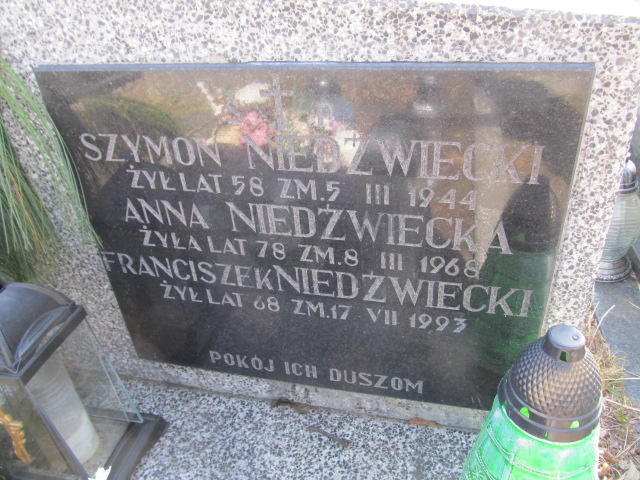 SZYMON NIEDŹWIECKI
ŻYŁ LAT 58 ZM. 5 III 1944
ANNA NIEDŹWIECKA
ŻYŁA LAT 78 ZM. 8 III 1968
FRANCISZEK NIEDŹWIECKI
ŻYŁ LAT 68 ZM. 17 VII 1993
POKÓJ ICH DUSZOM